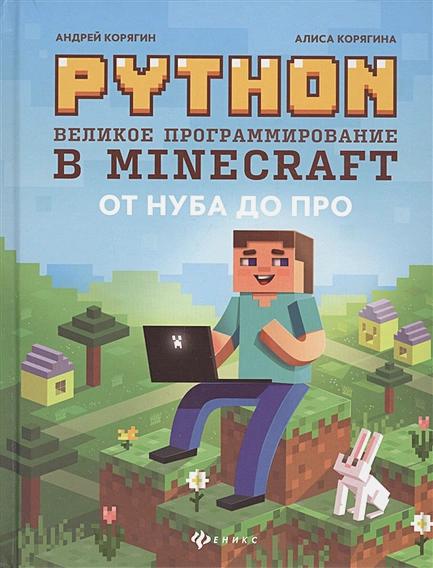 АНДРЕЙ КОРЯГИН АЛИСА КОРЯГИНА
PYTHON
ВЕЛИКОЕ ПРОГРАММИРОВАНИЕ
В MINECRAFT
ОТ НУБА ДО ПРО
ФЕНИКС